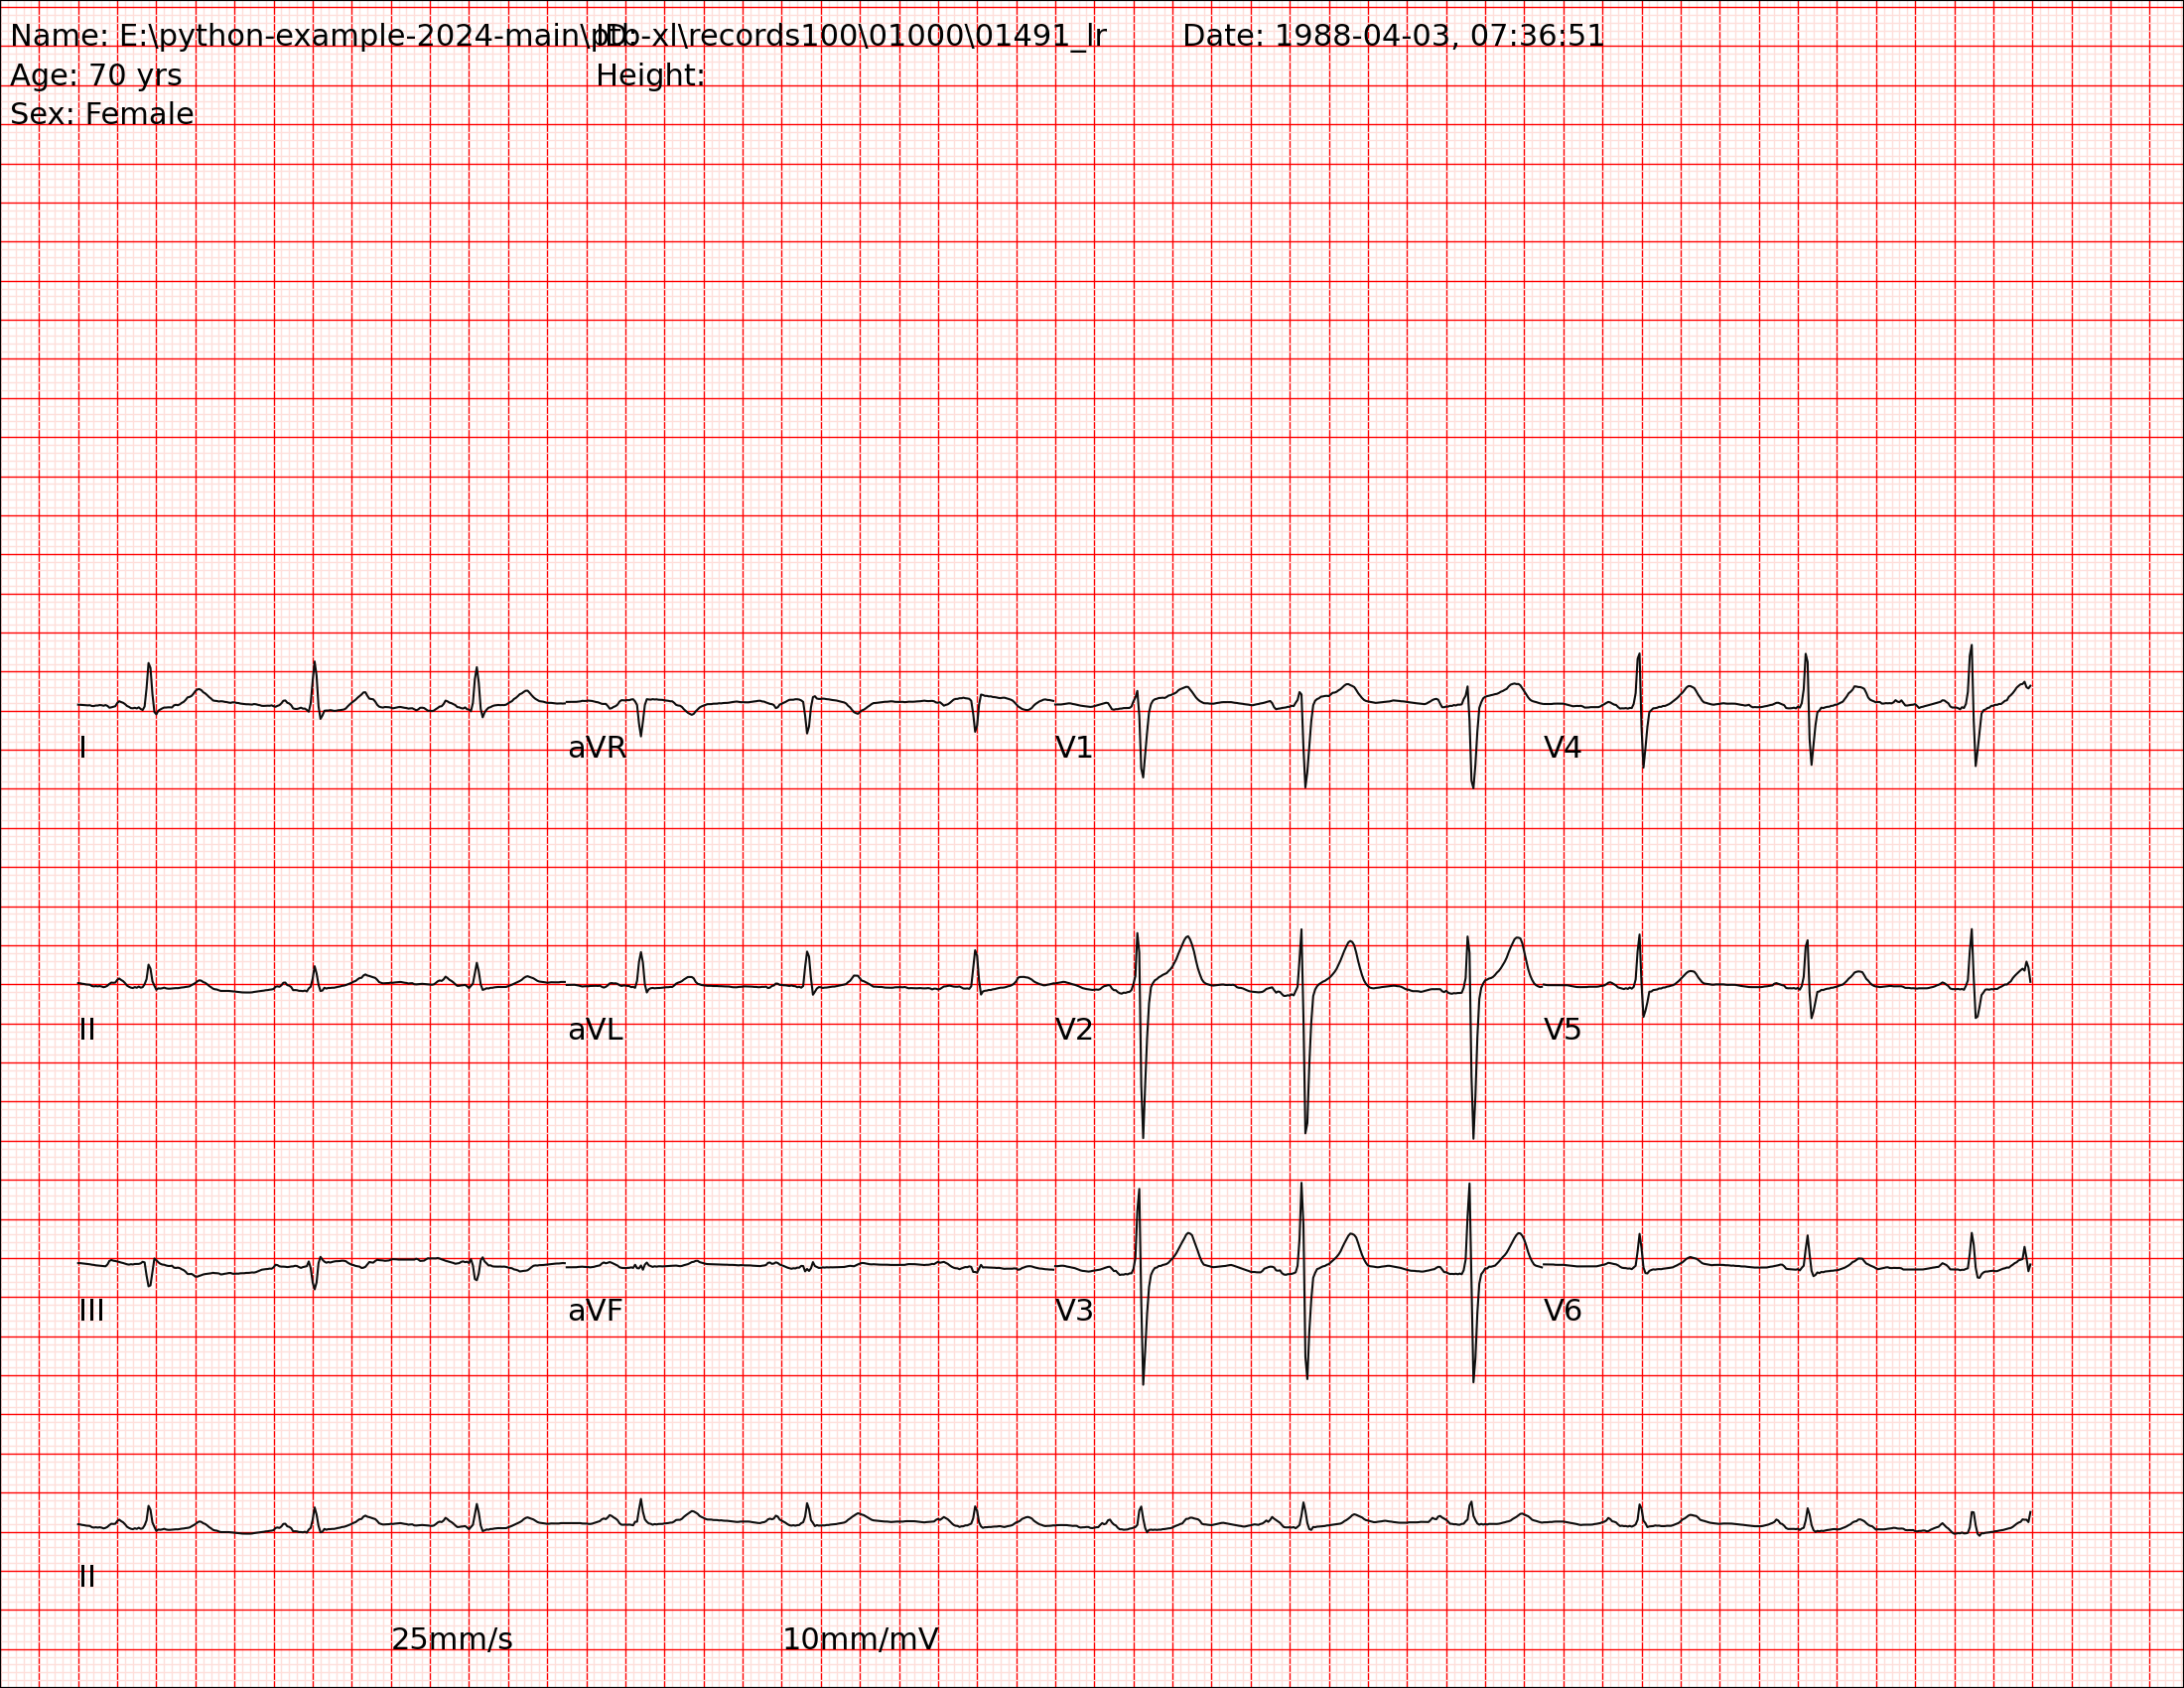 Name: E:\python-example-2024-main\ptb-xl\records100\01000\01491_lr ID: Date: 1988-04-03, 07:36:51
Age: 70 yrs Height:
Sex: Female
I aVR V1 V4
II aVL V2 V5
III aVF V3 V6
II
25mm/s 10mm/mV